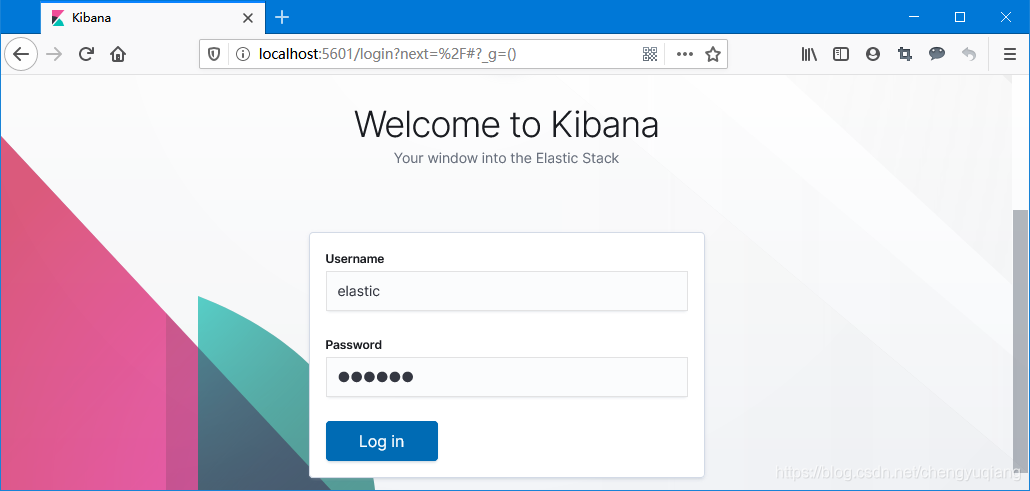 Kibana
localhost:5601/login?next=%2F#?_g=()
Welcome to Kibana
Your window into the Elastic Stack
Username
elastic
Password
●●●●●●
Log in
https://blog.csdn.net/chengyuqiang